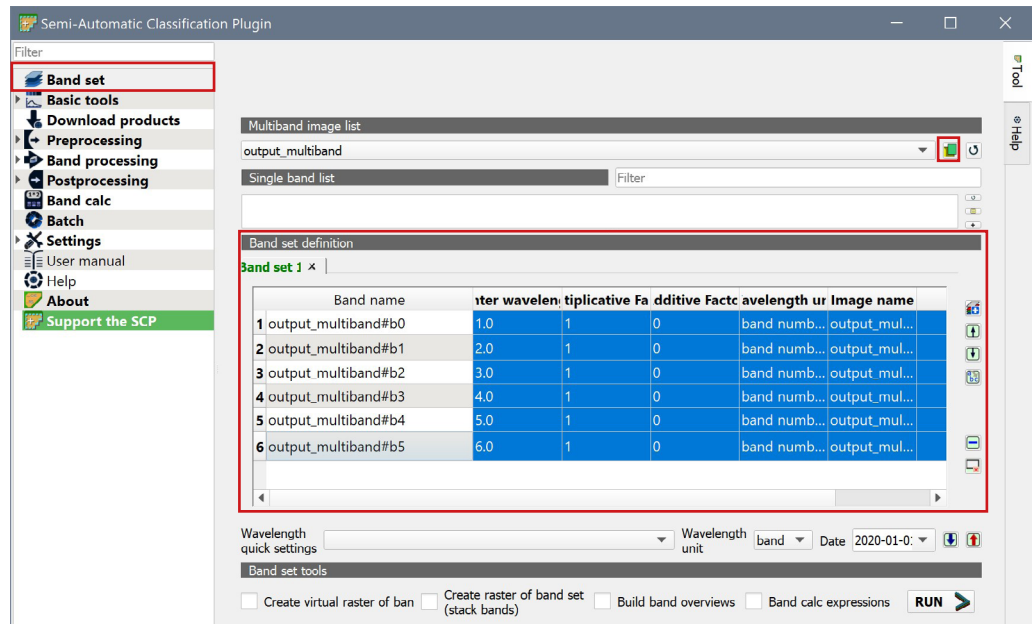 Semi-Automatic Classification Plugin
Filter
Band set
Basic tools
Download products
Preprocessing
Band processing
Postprocessing
Band calc
Batch
Settings
User manual
Help
About
Support the SCP
Multiband image list
output_multiband
Single band list Filter
Band set definition
Band set 1
Band name nter wavelen tiplicative Fa dditive Facto avelength ur Image name
1 output_multiband#b0 1.0 1 0 band numb... output_mul...
2 output_multiband#b1 2.0 1 0 band numb... output_mul...
3 output_multiband#b2 3.0 1 0 band numb... output_mul...
4 output_multiband#b3 4.0 1 0 band numb... output_mul...
5 output_multiband#b4 5.0 1 0 band numb... output_mul...
6 output_multiband#b5 6.0 1 0 band numb... output_mul...
Wavelength quick settings
Wavelength unit band Date 2020-01-0
Band set tools
Create virtual raster of ban
Create raster of band set
(stack bands)
Build band overviews
Band calc expressions
RUN
Tool
Help